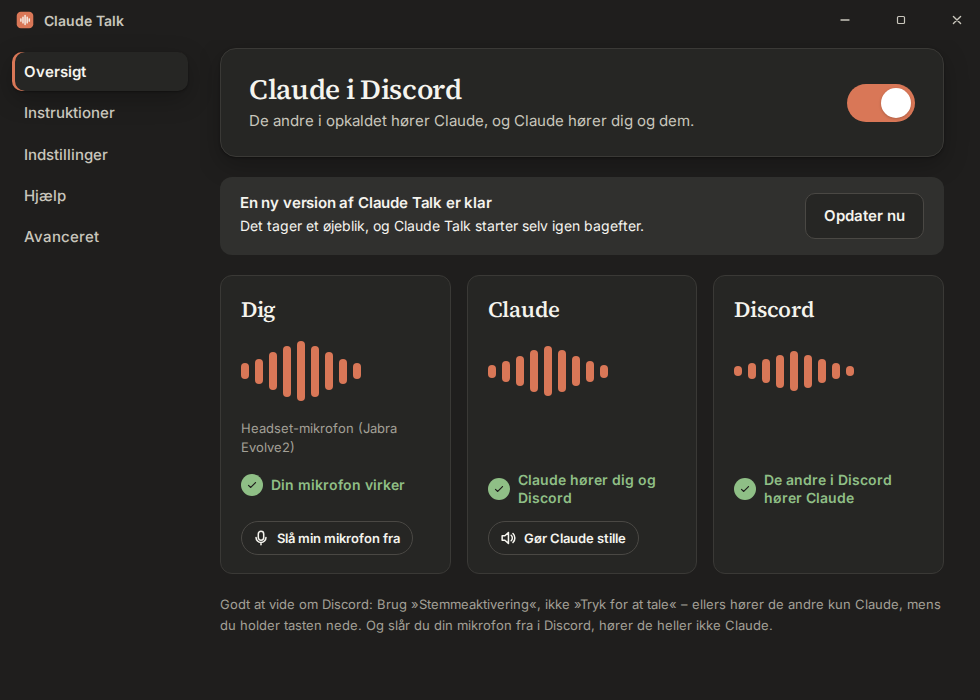 Claude Talk
Oversigt
Instruktioner
Indstillinger
Hjælp
Avanceret
Claude i Discord
De andre i opkaldet hører Claude, og Claude hører dig og dem.
En ny version af Claude Talk er klar
Det tager et øjeblik, og Claude Talk starter selv igen bagefter.
Opdater nu
Dig
Headset-mikrofon (Jabra
Evolve2)
Din mikrofon virker
Slå min mikrofon fra
Claude
Claude hører dig og
Discord
Gør Claude stille
Discord
De andre i Discord
hører Claude
Godt at vide om Discord: Brug »Stemmeaktivering«, ikke »Tryk for at tale« – ellers hører de andre kun Claude, mens
du holder tasten nede. Og slår du din mikrofon fra i Discord, hører de heller ikke Claude.